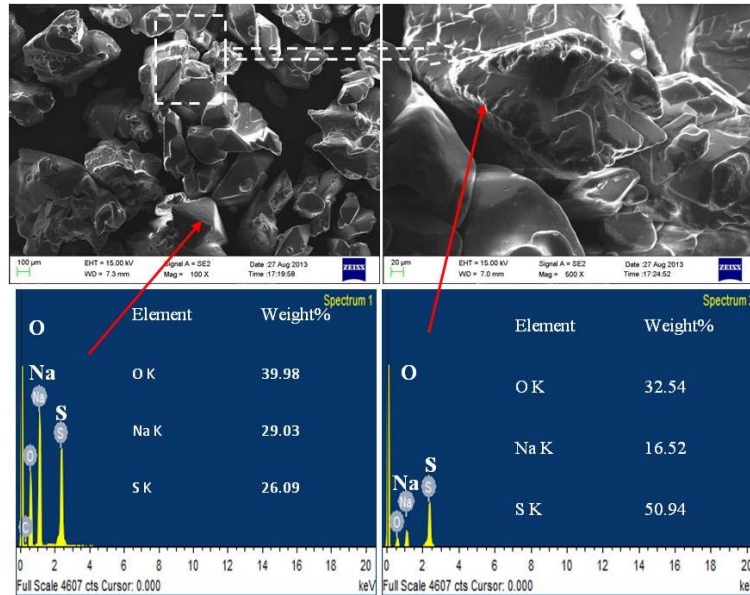 100 µm
EHT = 15.00 kV
WD = 7.3 mm
Signal A = SE2
Mag = 100 X
Date :27 Aug 2013
Time :17:19:58
ZEISS
20 µm
EHT = 15.00 kV
WD = 7.0 mm
Signal A = SE2
Mag = 500 X
Date :27 Aug 2013
Time :17:24:52
ZEISS
Spectrum 1
Element Weight%
O K 39.98
Na K 29.03
S K 26.09
O
Na
S
Na
S
O
C
0 2 4 6 8 10 12 14 16 18 20
Full Scale 4607 cts Cursor: 0.000 keV
Spectrum
Element Weight%
O K 32.54
Na K 16.52
S K 50.94
O
Na
S
Na
S
O
0 2 4 6 8 10 12 14 16 18 20
Full Scale 4607 cts Cursor: 0.000 ke